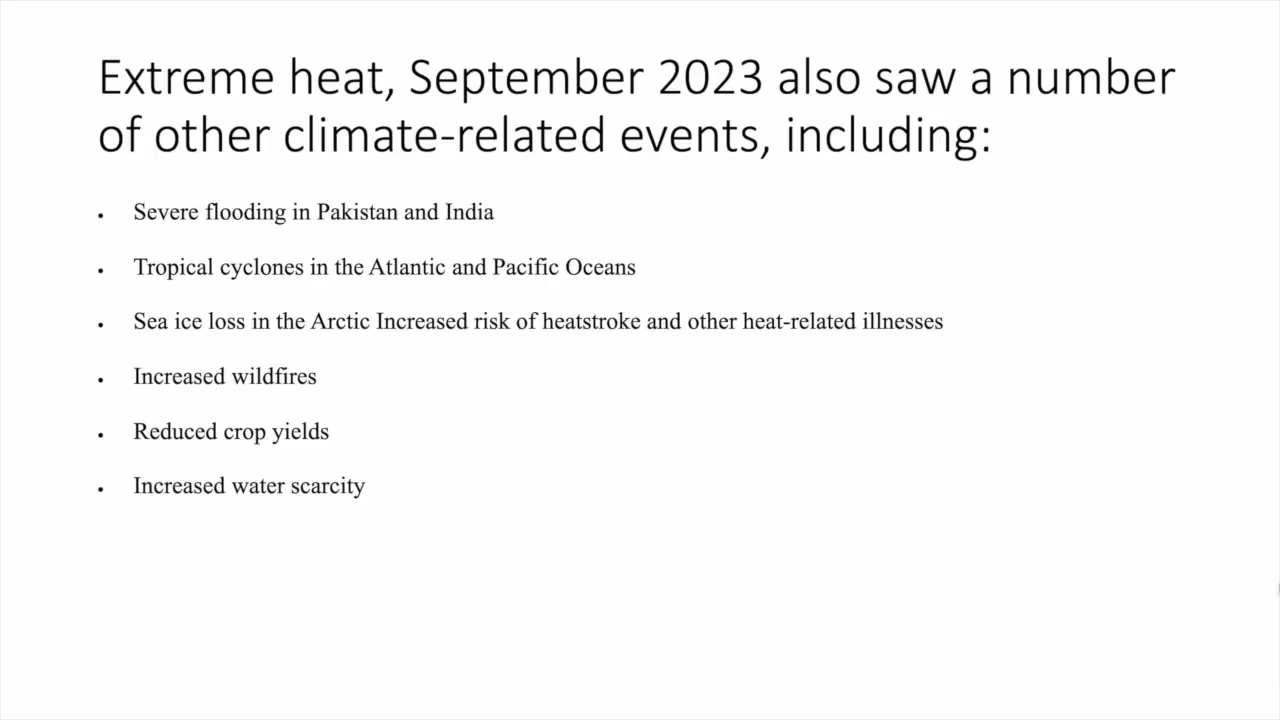 Extreme heat, September 2023 also saw a number
of other climate-related events, including:
• Severe flooding in Pakistan and India
• Tropical cyclones in the Atlantic and Pacific Oceans
• Sea ice loss in the Arctic Increased risk of heatstroke and other heat-related illnesses
• Increased wildfires
• Reduced crop yields
• Increased water scarcity